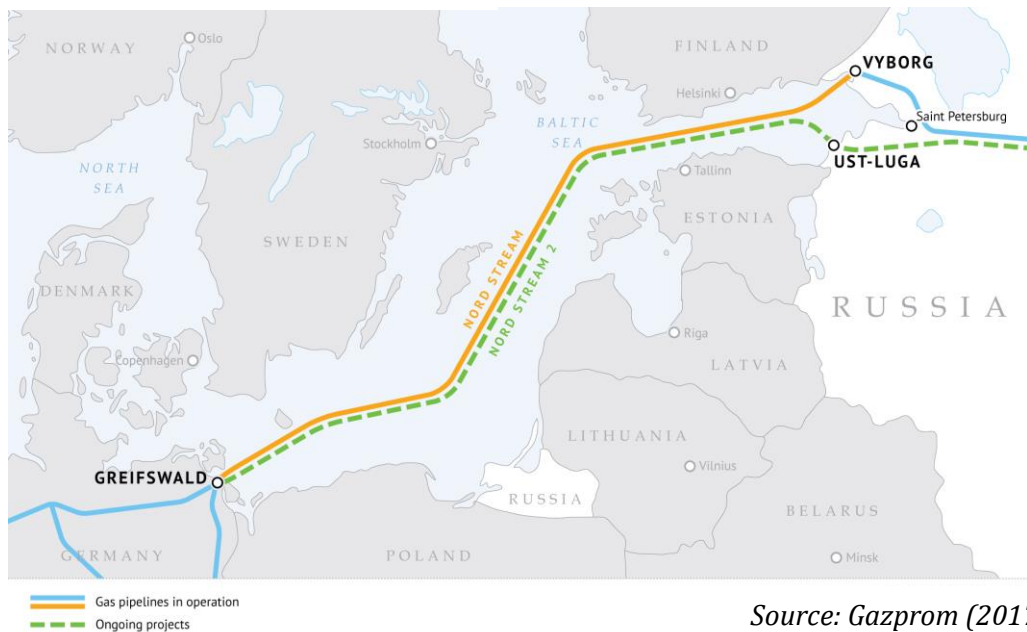 NORWAY
Oslo
FINLAND
VYBORG
Helsinki
Saint Petersburg
BALTIC
SEA
Stockholm
UST-LUGA
NORTH
SEA
Tallinn
ESTONIA
SWEDEN
NORD STREAM
NORD STREAM 2
DENMARK
RUSSIA
Riga
Copenhagen
LATVIA
LITHUANIA
GREIFSWALD
Vilnius
RUSSIA
BELARUS
GERMANY
POLAND
Minsk
Gas pipelines in operation
Ongoing projects
Source: Gazprom (2017